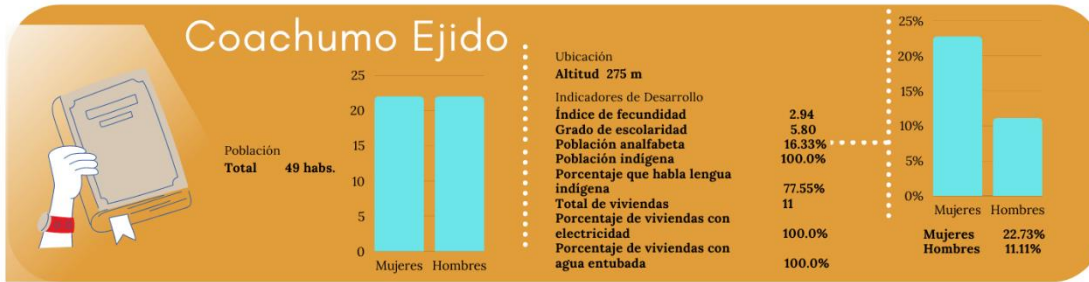 Coachumo Ejido
Población
Total 49 habs.
25
20
15
10
5
0
Mujeres Hombres
Ubicación
Altitud 275 m
Indicadores de Desarrollo
Índice de fecundidad 2.94
Grado de escolaridad 5.80
Población analfabeta 16.33%
Población indígena 100.0%
Porcentaje que habla lengua
indígena 77.55%
Total de viviendas 11
Porcentaje de viviendas con
electricidad 100.0%
Porcentaje de viviendas con
agua entubada 100.0%
25%
20%
15%
10%
5%
0%
Mujeres Hombres
Mujeres 22.73%
Hombres 11.11%